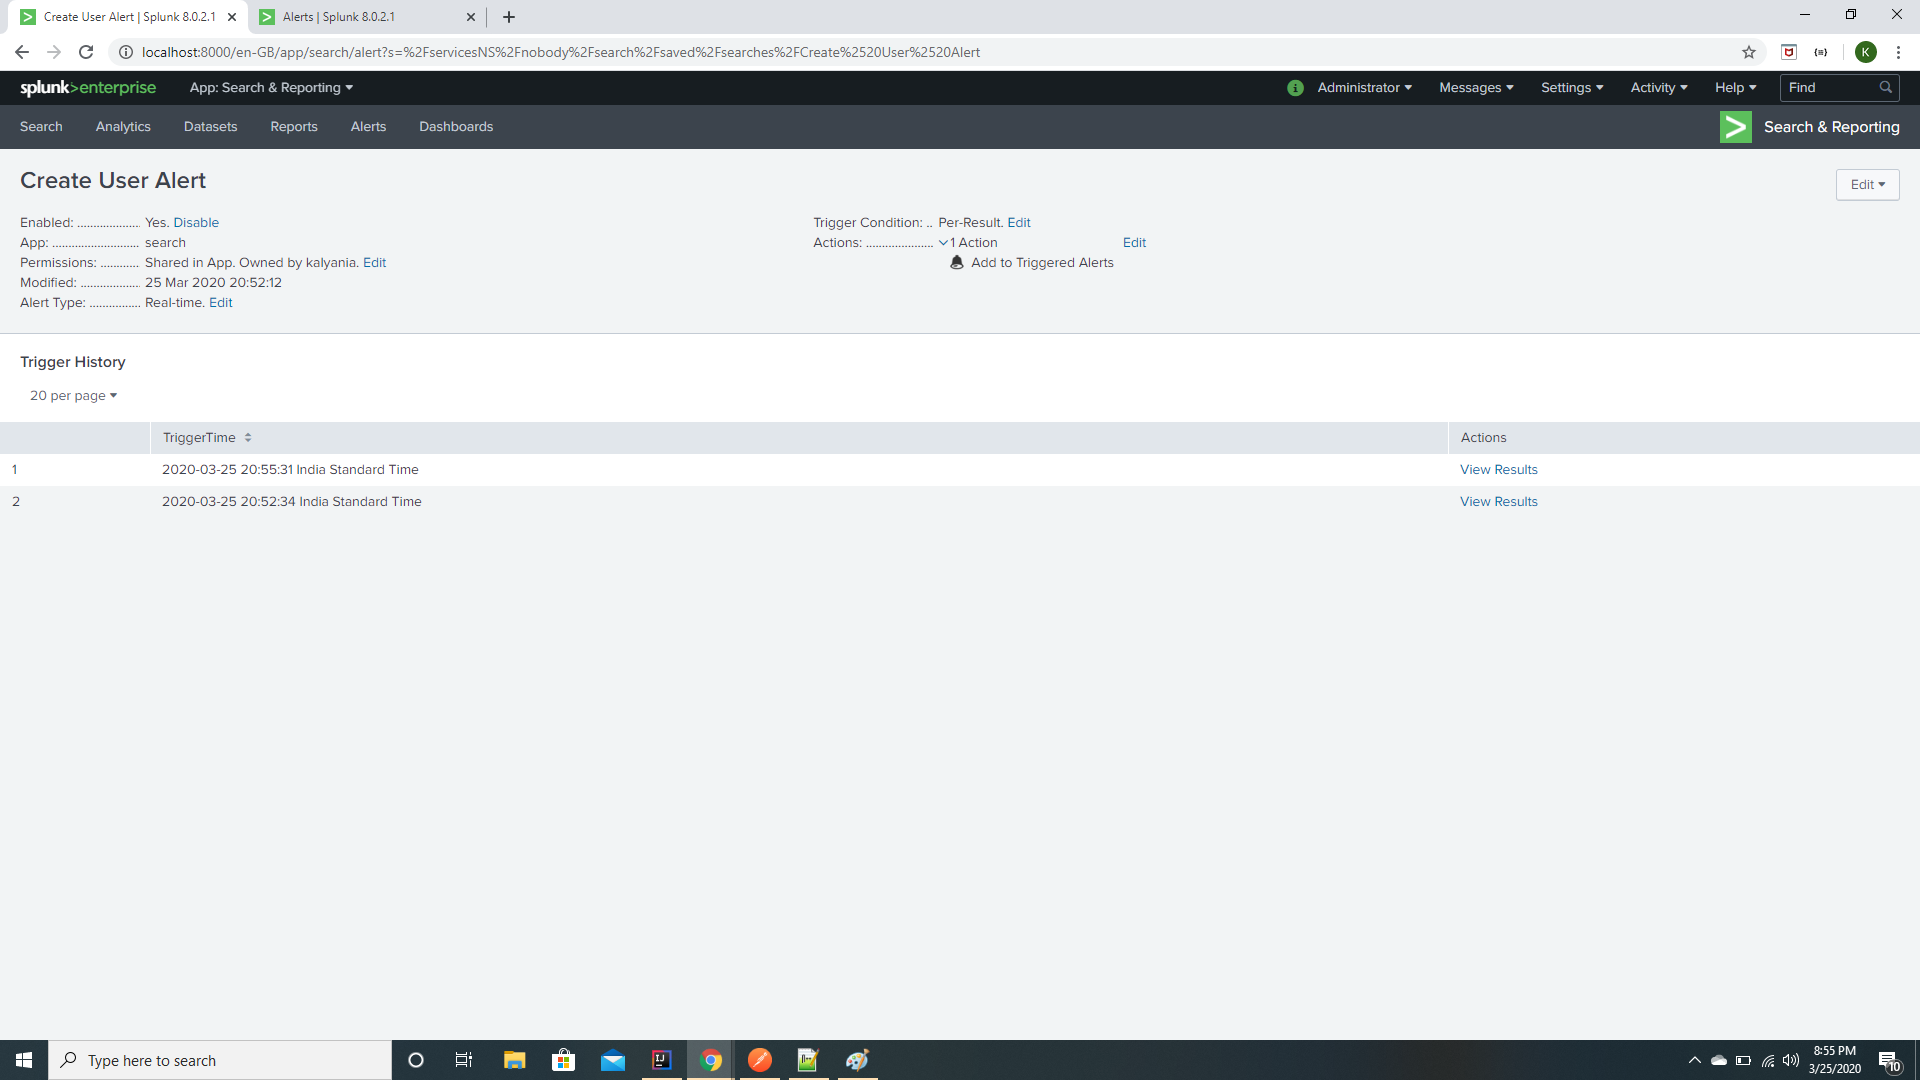 Create User Alert | Splunk 8.0.2.1
Alerts | Splunk 8.0.2.1
localhost:8000/en-GB/app/search/alert?s=%2FservicesNS%2Fnobody%2Fsearch%2Fsaved%2Fsearches%2FCreate%2520User%2520Alert
K
splunk>enterprise App: Search & Reporting
i Administrator Messages Settings Activity Help Find
Search Analytics Datasets Reports Alerts Dashboards
> Search & Reporting
Create User Alert
Edit
Enabled: .................... Yes. Disable
App: ........................... search
Permissions: ............ Shared in App. Owned by kalyania. Edit
Modified: ................... 25 Mar 2020 20:52:12
Alert Type: ................ Real-time. Edit
Trigger Condition: .. Per-Result. Edit
Actions: ..................... 1 Action Edit
Add to Triggered Alerts
Trigger History
20 per page
TriggerTime Actions
1 2020-03-25 20:55:31 India Standard Time View Results
2 2020-03-25 20:52:34 India Standard Time View Results
Type here to search
IJ
8:55 PM
3/25/2020
10